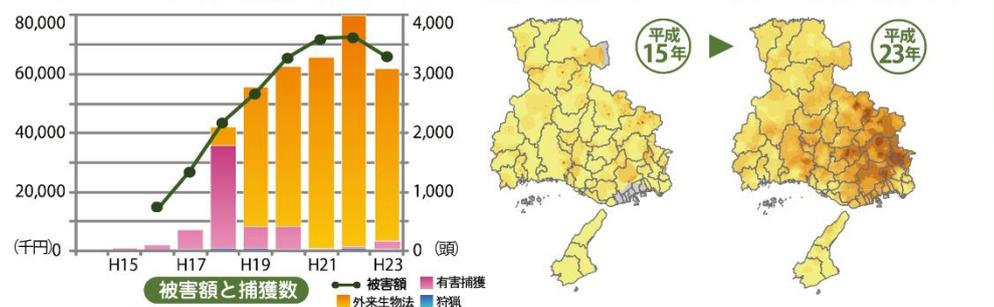 80,000
60,000
40,000
20,000
(千円)0
4,000
3,000
2,000
1,000
0 (頭)
H15 H17 H19 H21 H23
被害額と捕獲数
被害額
有害捕獲
外来生物法
狩猟
平成
15年
平成
23年